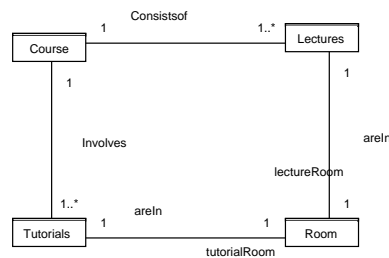 Consistsof
1
1..*
Course
Lectures
1
1
areIn
Involves
lectureRoom
1..*
areIn
1
1
1
Tutorials
Room
tutorialRoom